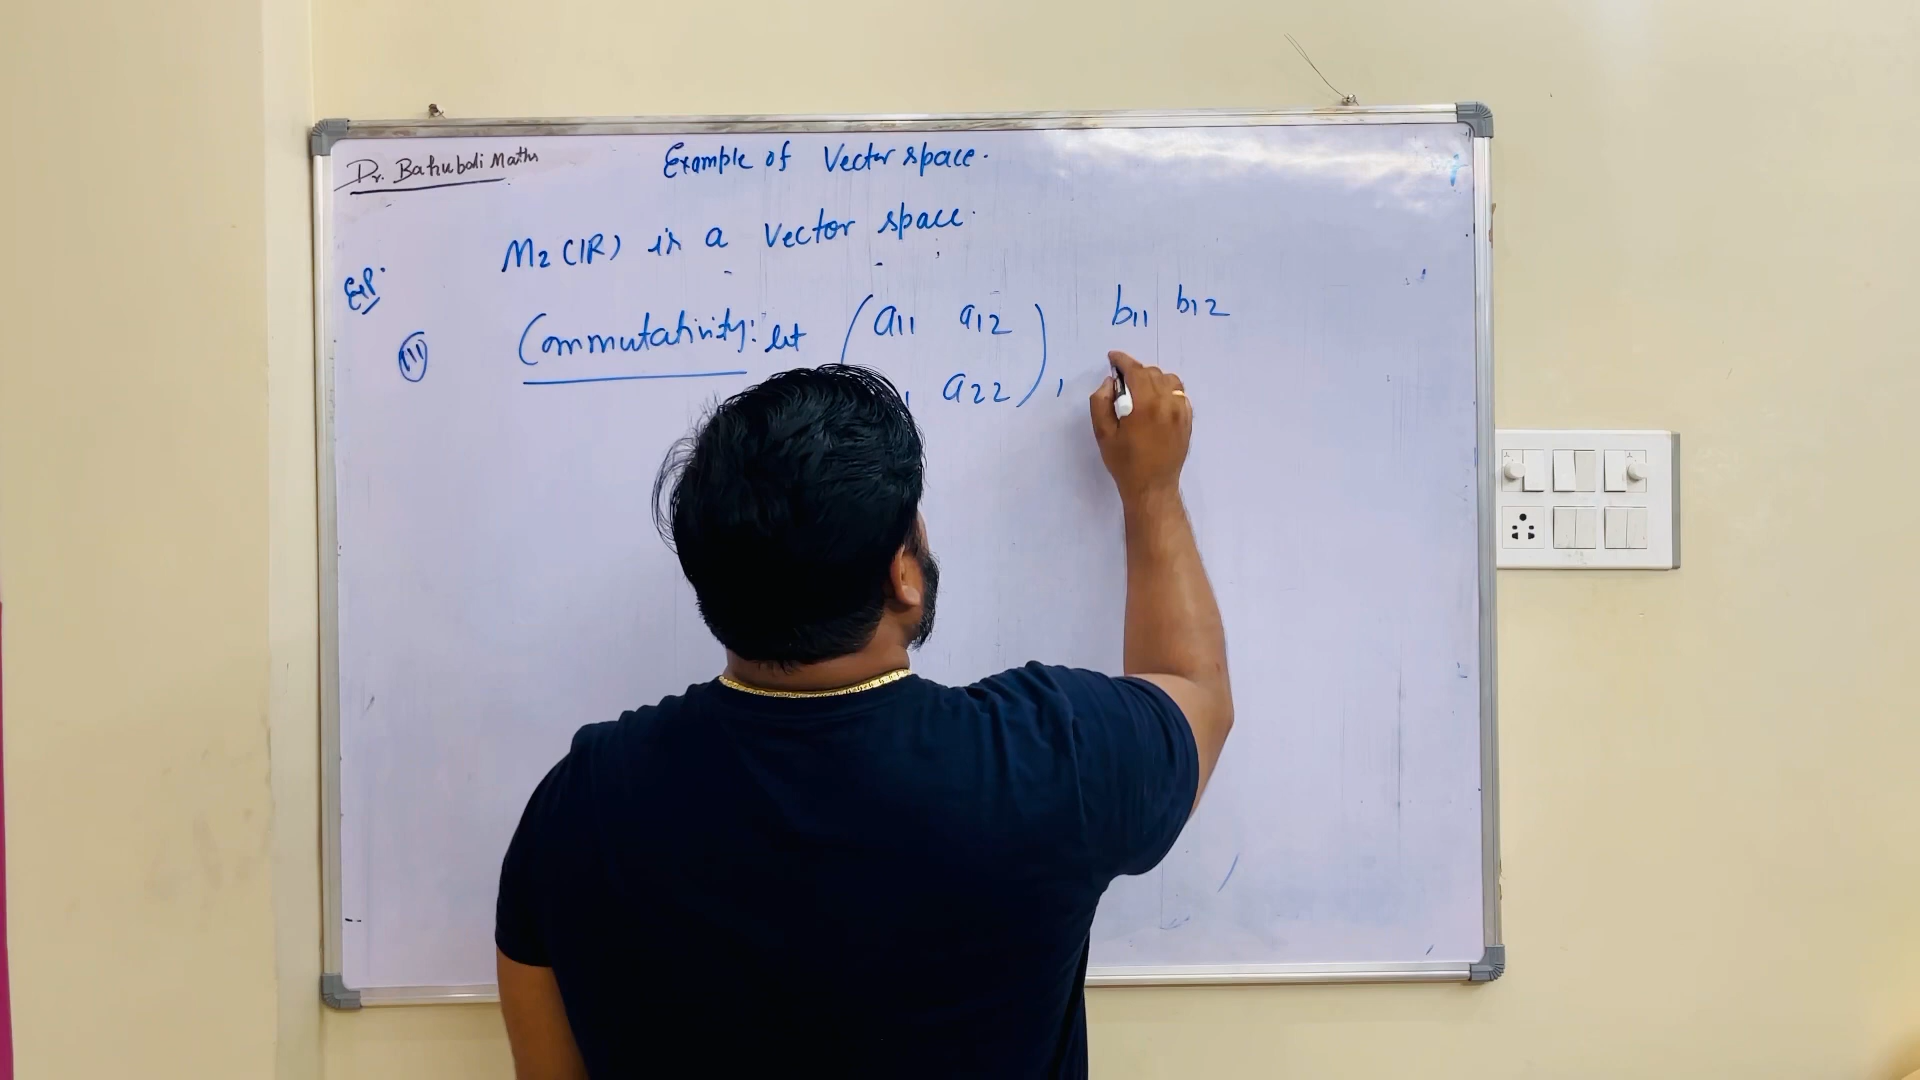 Dr. Bahubali Maths
Example of Vector space.
M2 (IR) is a Vector space.
Exp.
(iii) Commutativity: let ( a11 a12 ), b11 b12
a22